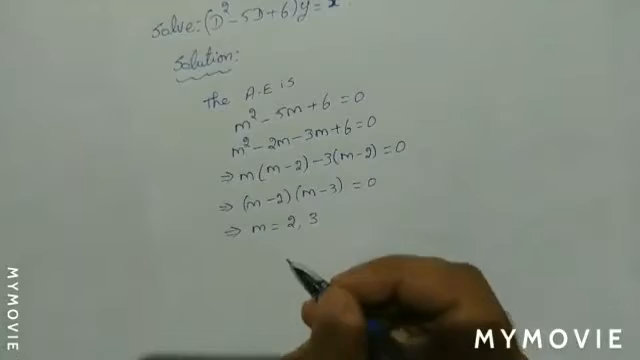 Solve: (D² - 5D + 6)y = x.
Solution:
The A.E is
m² - 5m + 6 = 0
m² - 2m - 3m + 6 = 0
⇒ m(m-2) - 3(m-2) = 0
⇒ (m-2)(m-3) = 0
⇒ m = 2, 3
MYMOVIE
MYMOVIE